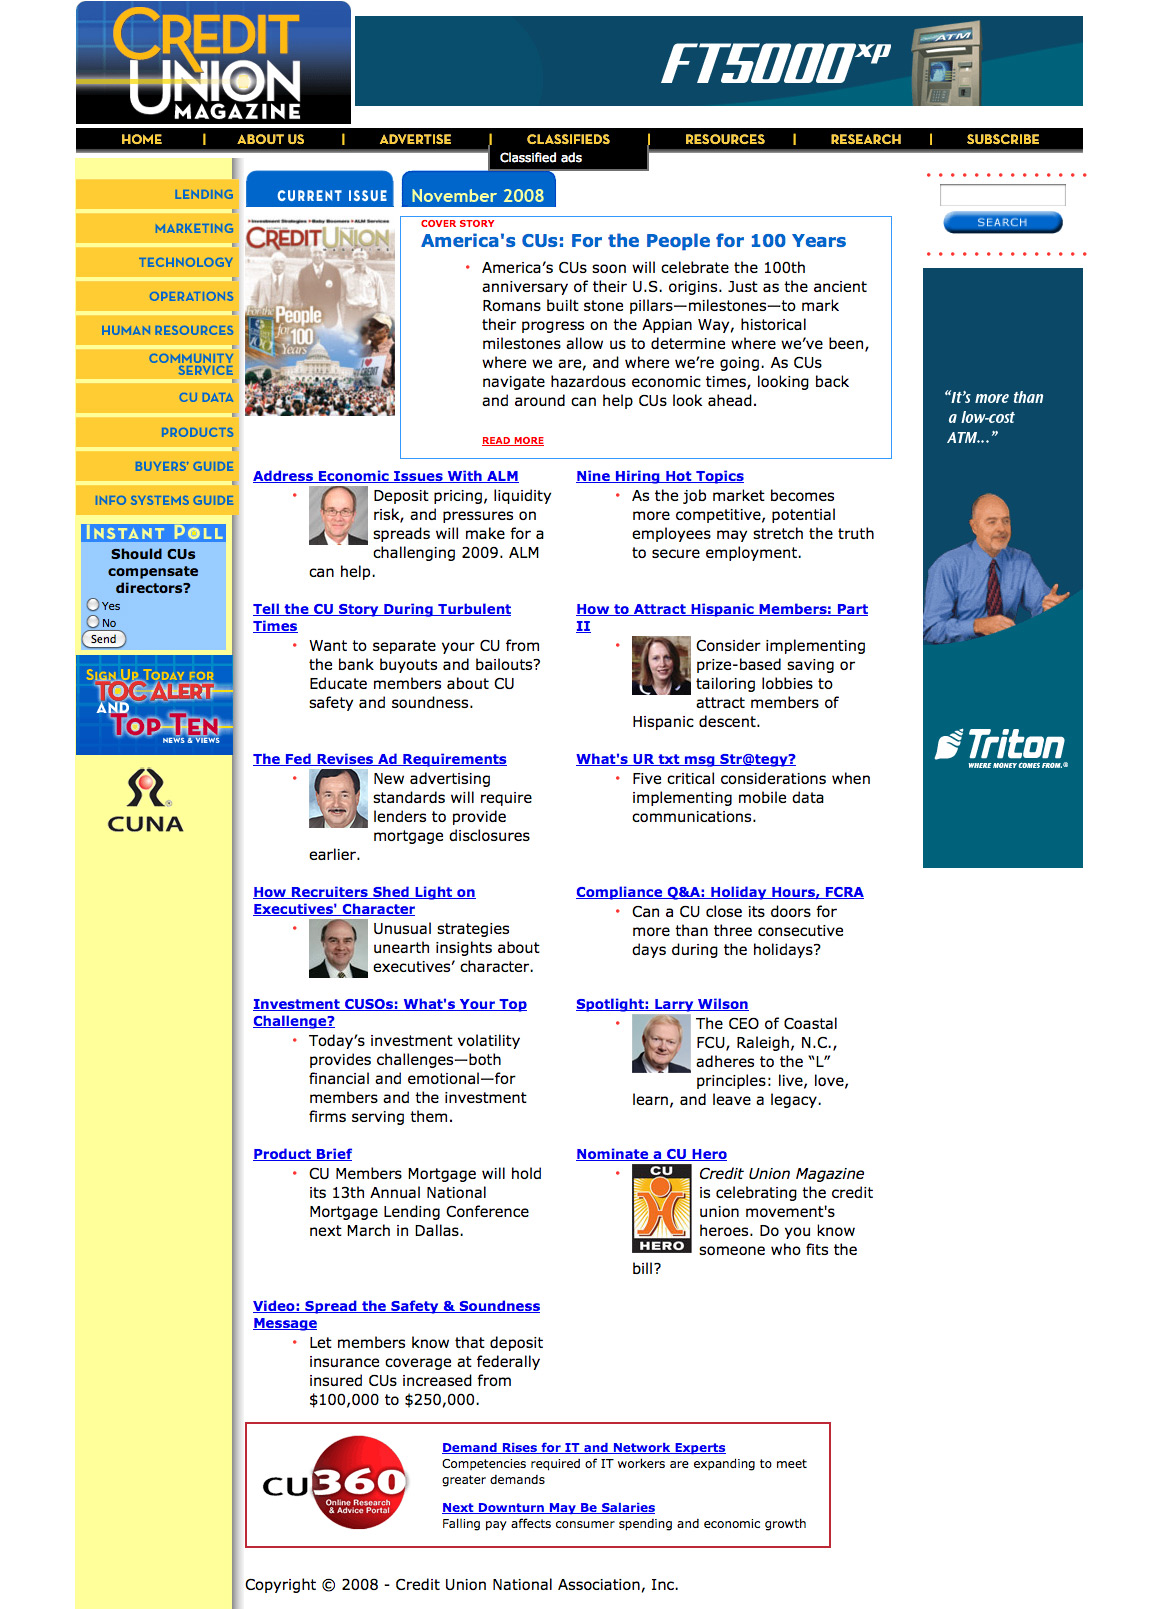 CREDIT
UNION
MAGAZINE
FT5000xp
ATM
HOME | ABOUT US | ADVERTISE | CLASSIFIEDS | RESOURCES | RESEARCH | SUBSCRIBE
Classified ads
LENDING
MARKETING
TECHNOLOGY
OPERATIONS
HUMAN RESOURCES
COMMUNITY
SERVICE
CU DATA
PRODUCTS
BUYERS' GUIDE
INFO SYSTEMS GUIDE
INSTANT POLL
Should CUs
compensate
directors?
Yes
No
Send
SIGN UP TODAY FOR
TOC ALERT
AND
TOP TEN
NEWS & VIEWS
CUNA
CURRENT ISSUE
November 2008
Investment Strategies • Baby Boomers • ALM Services
CREDIT UNION
For the People
for 100
Years
COVER STORY
America's CUs: For the People for 100 Years
• America’s CUs soon will celebrate the 100th
anniversary of their U.S. origins. Just as the ancient
Romans built stone pillars—milestones—to mark
their progress on the Appian Way, historical
milestones allow us to determine where we’ve been,
where we are, and where we’re going. As CUs
navigate hazardous economic times, looking back
and around can help CUs look ahead.
READ MORE
Address Economic Issues With ALM
• Deposit pricing, liquidity
risk, and pressures on
spreads will make for a
challenging 2009. ALM
can help.
Nine Hiring Hot Topics
• As the job market becomes
more competitive, potential
employees may stretch the truth
to secure employment.
Tell the CU Story During Turbulent
Times
• Want to separate your CU from
the bank buyouts and bailouts?
Educate members about CU
safety and soundness.
How to Attract Hispanic Members: Part
II
• Consider implementing
prize-based saving or
tailoring lobbies to
attract members of
Hispanic descent.
The Fed Revises Ad Requirements
• New advertising
standards will require
lenders to provide
mortgage disclosures
earlier.
What's UR txt msg Str@tegy?
• Five critical considerations when
implementing mobile data
communications.
How Recruiters Shed Light on
Executives' Character
• Unusual strategies
unearth insights about
executives’ character.
Compliance Q&A: Holiday Hours, FCRA
• Can a CU close its doors for
more than three consecutive
days during the holidays?
Investment CUSOs: What's Your Top
Challenge?
• Today’s investment volatility
provides challenges—both
financial and emotional—for
members and the investment
firms serving them.
Spotlight: Larry Wilson
• The CEO of Coastal
FCU, Raleigh, N.C.,
adheres to the “L”
principles: live, love,
learn, and leave a legacy.
Product Brief
• CU Members Mortgage will hold
its 13th Annual National
Mortgage Lending Conference
next March in Dallas.
Nominate a CU Hero
CU
HERO
• Credit Union Magazine
is celebrating the credit
union movement's
heroes. Do you know
someone who fits the
bill?
Video: Spread the Safety & Soundness
Message
• Let members know that deposit
insurance coverage at federally
insured CUs increased from
$100,000 to $250,000.
CU360
Online Research
& Advice Portal
Demand Rises for IT and Network Experts
Competencies required of IT workers are expanding to meet
greater demands
Next Downturn May Be Salaries
Falling pay affects consumer spending and economic growth
Copyright © 2008 - Credit Union National Association, Inc.
SEARCH
“It’s more than
a low-cost
ATM...”
Triton
WHERE MONEY COMES FROM.®